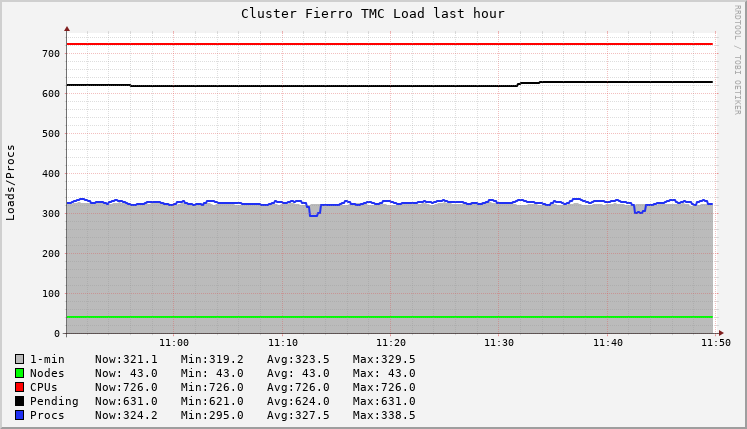 Cluster Fierro TMC Load last hour
RRDTOOL / TOBI OETIKER
Loads/Procs
700
600
500
400
300
200
100
0
11:00 11:10 11:20 11:30 11:40 11:50
1-min Now:321.1 Min:319.2 Avg:323.5 Max:329.5
Nodes Now: 43.0 Min: 43.0 Avg: 43.0 Max: 43.0
CPUs Now:726.0 Min:726.0 Avg:726.0 Max:726.0
Pending Now:631.0 Min:621.0 Avg:624.0 Max:631.0
Procs Now:324.2 Min:295.0 Avg:327.5 Max:338.5